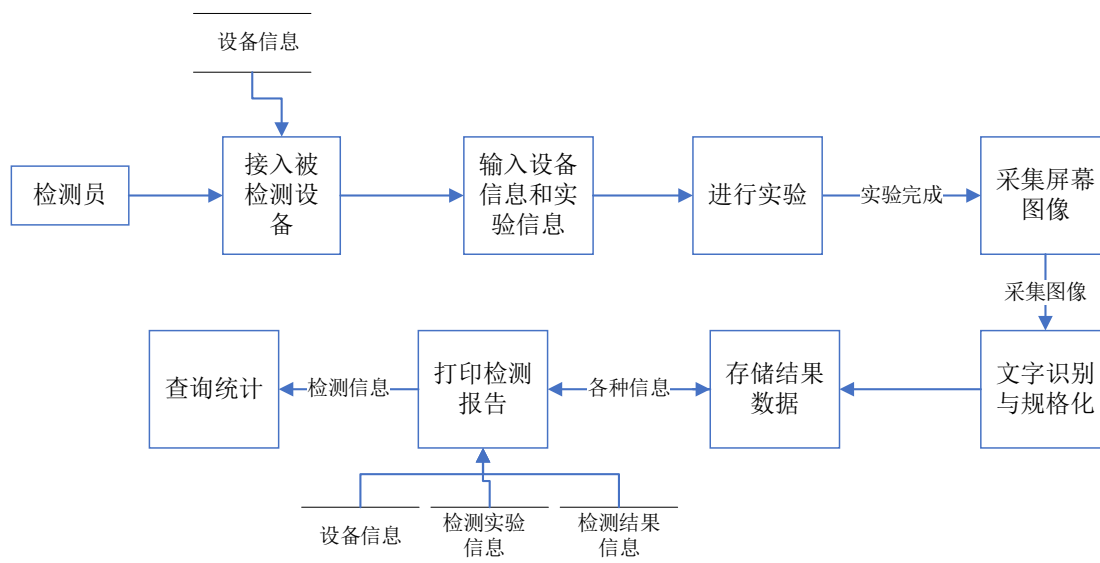 设备信息
检测员
接入被
检测设
备
输入设备
信息和实
验信息
进行实验
实验完成
采集屏幕
图像
采集图像
查询统计
检测信息
打印检测
报告
各种信息
存储结果
数据
文字识别
与规格化
设备信息
检测实验
信息
检测结果
信息